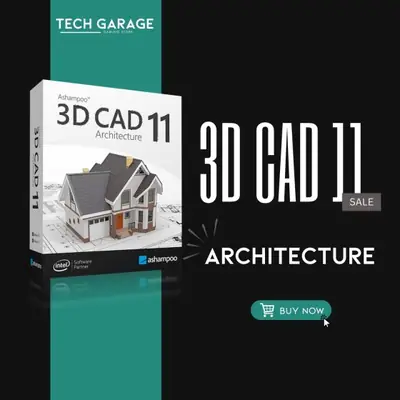 TECH GARAGE
Ashampoo®
3D CAD 11
Architecture
3D CAD 11
intel
Software
Partner
ashampoo
3D CAD 11
SALE
ARCHITECTURE
BUY NOW